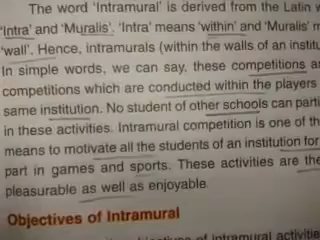 The word 'Intramural' is derived from the Latin
'Intra' and 'Muralis'. 'Intra' means 'within' and 'Muralis'
'wall'. Hence, intramurals (within the walls of an
In simple words, we can say, these competitions
competitions which are conducted within the players
same institution. No student of other schools can
in these activities. Intramural competition is one of
means to motivate all the students of an institution for
part in games and sports. These activities are
pleasurable as well as enjoyable
Objectives of Intramural
of intramural